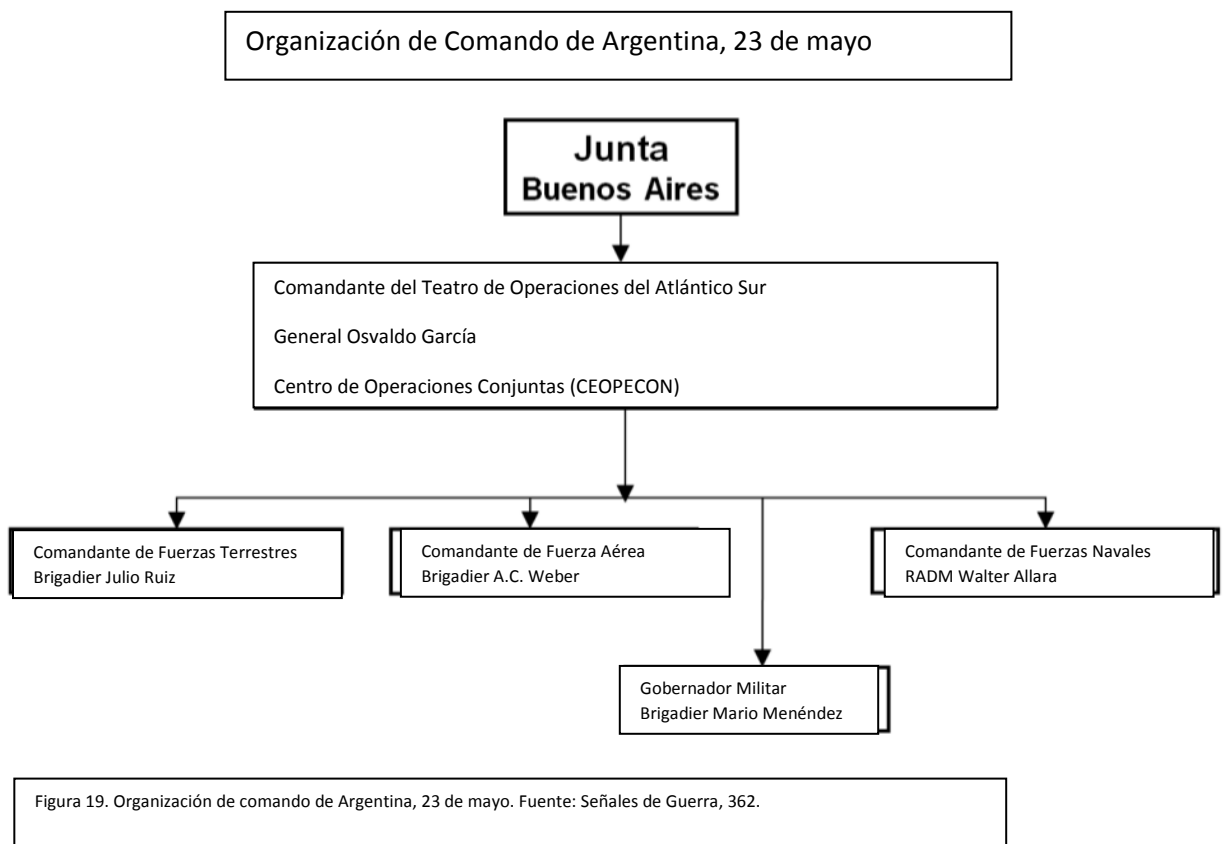 Organización de Comando de Argentina, 23 de mayo
Junta
Buenos Aires
Comandante del Teatro de Operaciones del Atlántico Sur
General Osvaldo García
Centro de Operaciones Conjuntas (CEOPECON)
Comandante de Fuerzas Terrestres
Brigadier Julio Ruiz
Comandante de Fuerza Aérea
Brigadier A.C. Weber
Comandante de Fuerzas Navales
RADM Walter Allara
Gobernador Militar
Brigadier Mario Menéndez
Figura 19. Organización de comando de Argentina, 23 de mayo. Fuente: Señales de Guerra, 362.